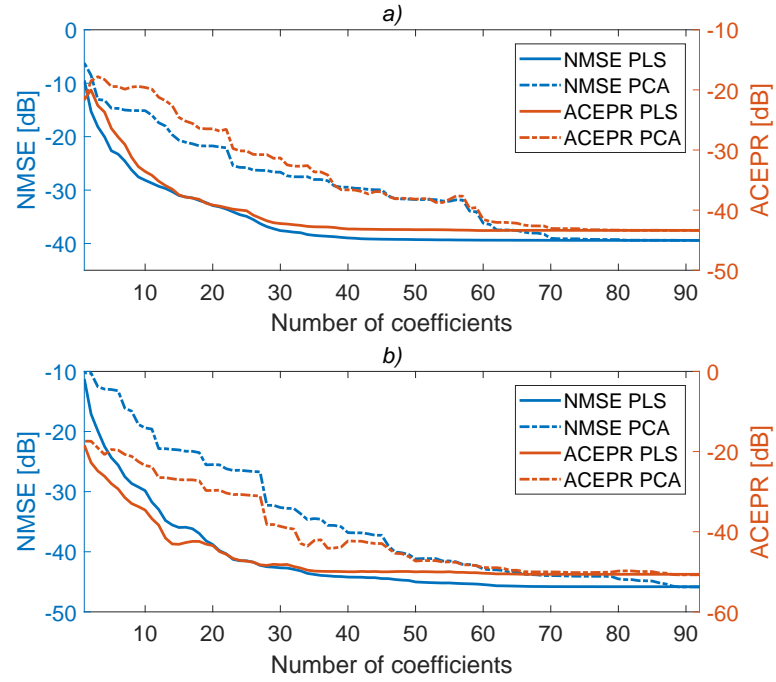 a)
0
-10
-20
-30
-40
NMSE [dB]
-10
-20
-30
-40
-50
ACEPR [dB]
NMSE PLS
NMSE PCA
ACEPR PLS
ACEPR PCA
10 20 30 40 50 60 70 80 90
Number of coefficients
b)
-10
-20
-30
-40
-50
NMSE [dB]
0
-20
-40
-60
ACEPR [dB]
NMSE PLS
NMSE PCA
ACEPR PLS
ACEPR PCA
10 20 30 40 50 60 70 80 90
Number of coefficients